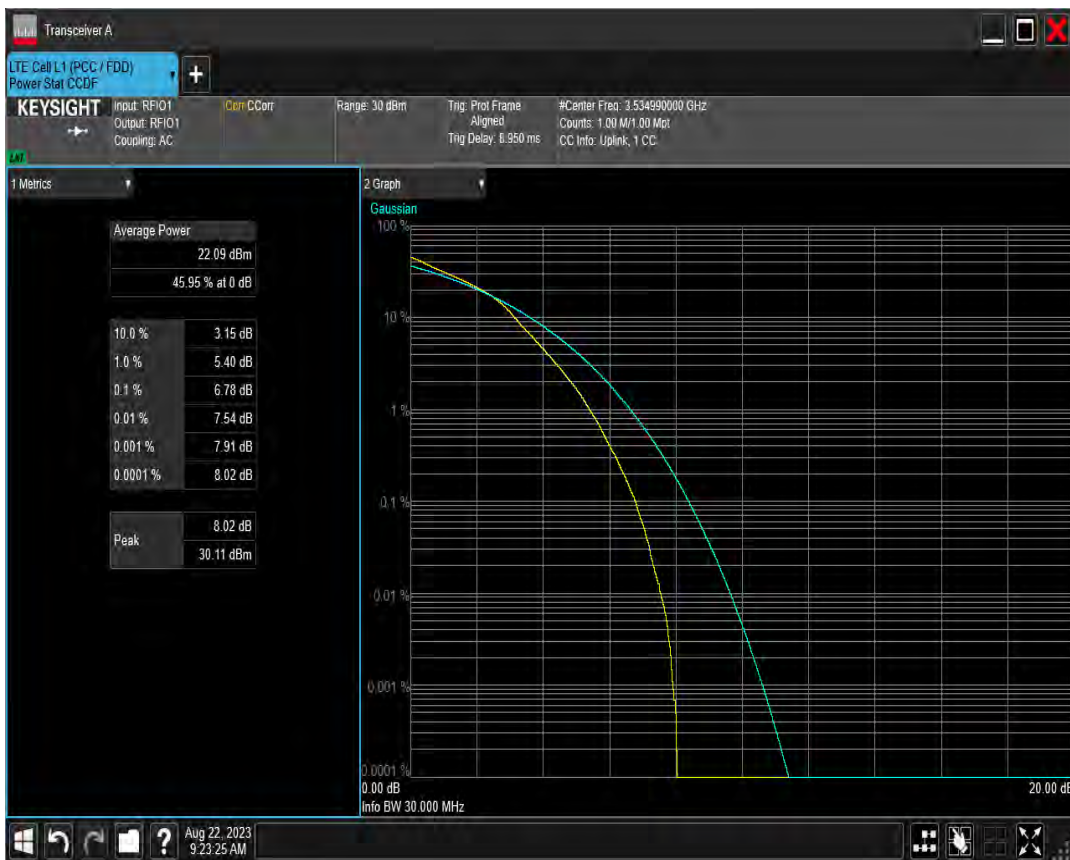 Transceiver A
LTE Cell L1 (PCC / FDD)
Power Stat CCDF
+
KEYSIGHT
Input: RFIO1
Output: RFIO1
Coupling: AC
Corr CCorr
Range: 30 dBm
Trig: Prot Frame
Aligned
Trig Delay: 8.950 ms
#Center Freq: 3.534990000 GHz
Counts: 1.00 M/1.00 Mpt
CC Info: Uplink, 1 CC
1 Metrics
Average Power
22.09 dBm
45.95 % at 0 dB
10.0 % 3.15 dB
1.0 % 5.40 dB
0.1 % 6.78 dB
0.01 % 7.54 dB
0.001 % 7.91 dB
0.0001 % 8.02 dB
Peak
8.02 dB
30.11 dBm
2 Graph
Gaussian
100 %
10 %
1 %
0.1 %
0.01 %
0.001 %
0.0001 %
0.00 dB
20.00 dB
Info BW 30.000 MHz
?
Aug 22, 2023
9:23:25 AM